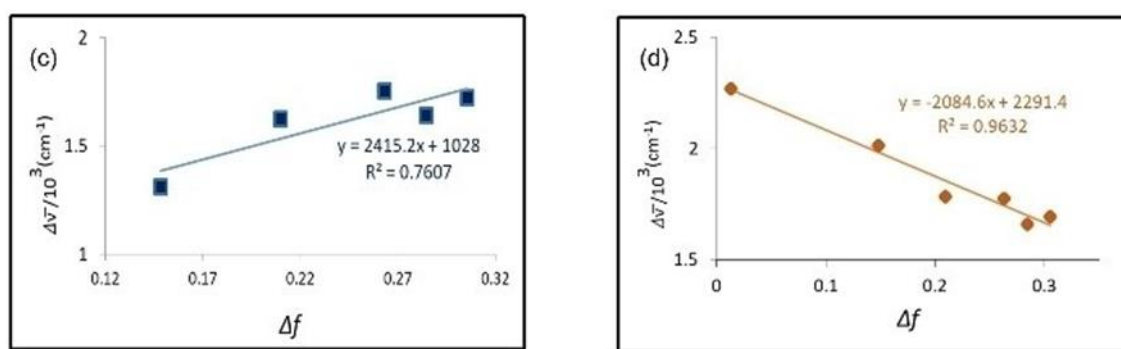 (c)
2
1.5
1
Δν̅/10³(cm⁻¹)
y = 2415.2x + 1028
R² = 0.7607
0.12 0.17 0.22 0.27 0.32
Δf
(d)
2.5
2
1.5
Δν̅/10³(cm⁻¹)
y = -2084.6x + 2291.4
R² = 0.9632
0 0.1 0.2 0.3
Δf